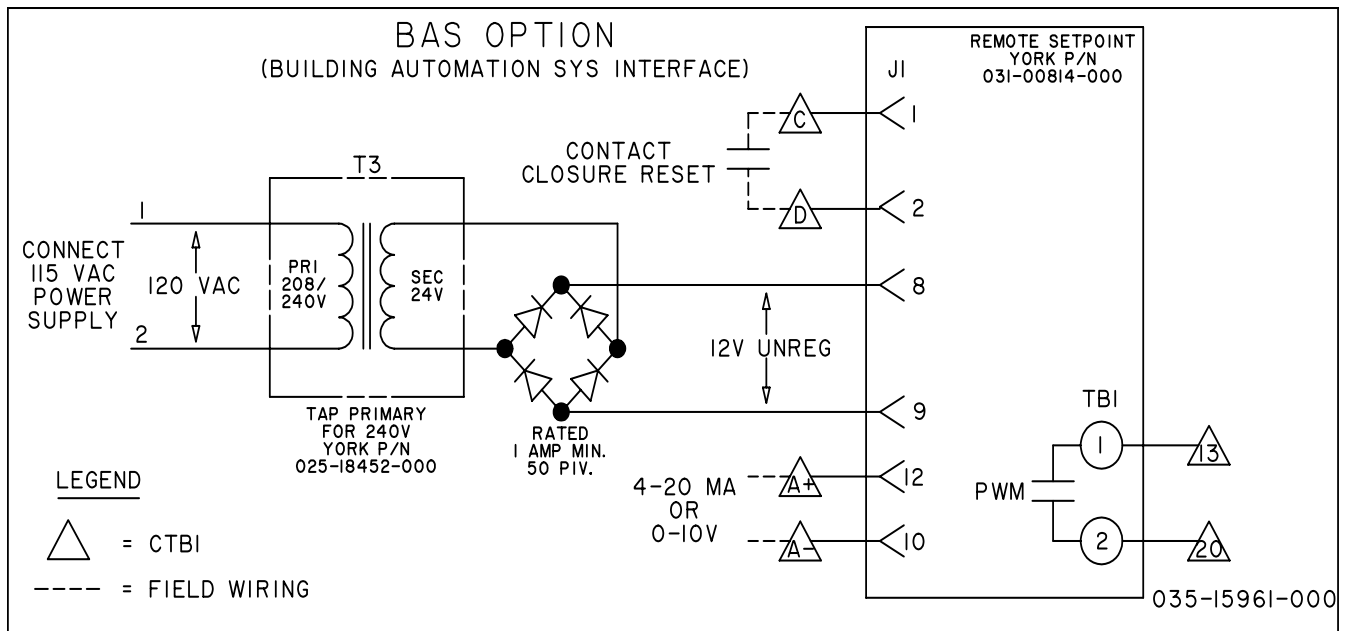 BAS OPTION
(BUILDING AUTOMATION SYS INTERFACE)
REMOTE SETPOINT
YORK P/N
031-00814-000
J1
C
1
CONTACT
CLOSURE RESET
D
2
T3
1
CONNECT
115 VAC
POWER
SUPPLY
120 VAC
2
PRI
208/
240V
SEC
24V
8
12V UNREG
9
TAP PRIMARY
FOR 240V
YORK P/N
025-18452-000
RATED
1 AMP MIN.
50 PIV.
4-20 MA
OR
0-10V
A+
12
A-
10
TB1
1
13
PWM
2
20
LEGEND
= CTB1
---- = FIELD WIRING
035-15961-000